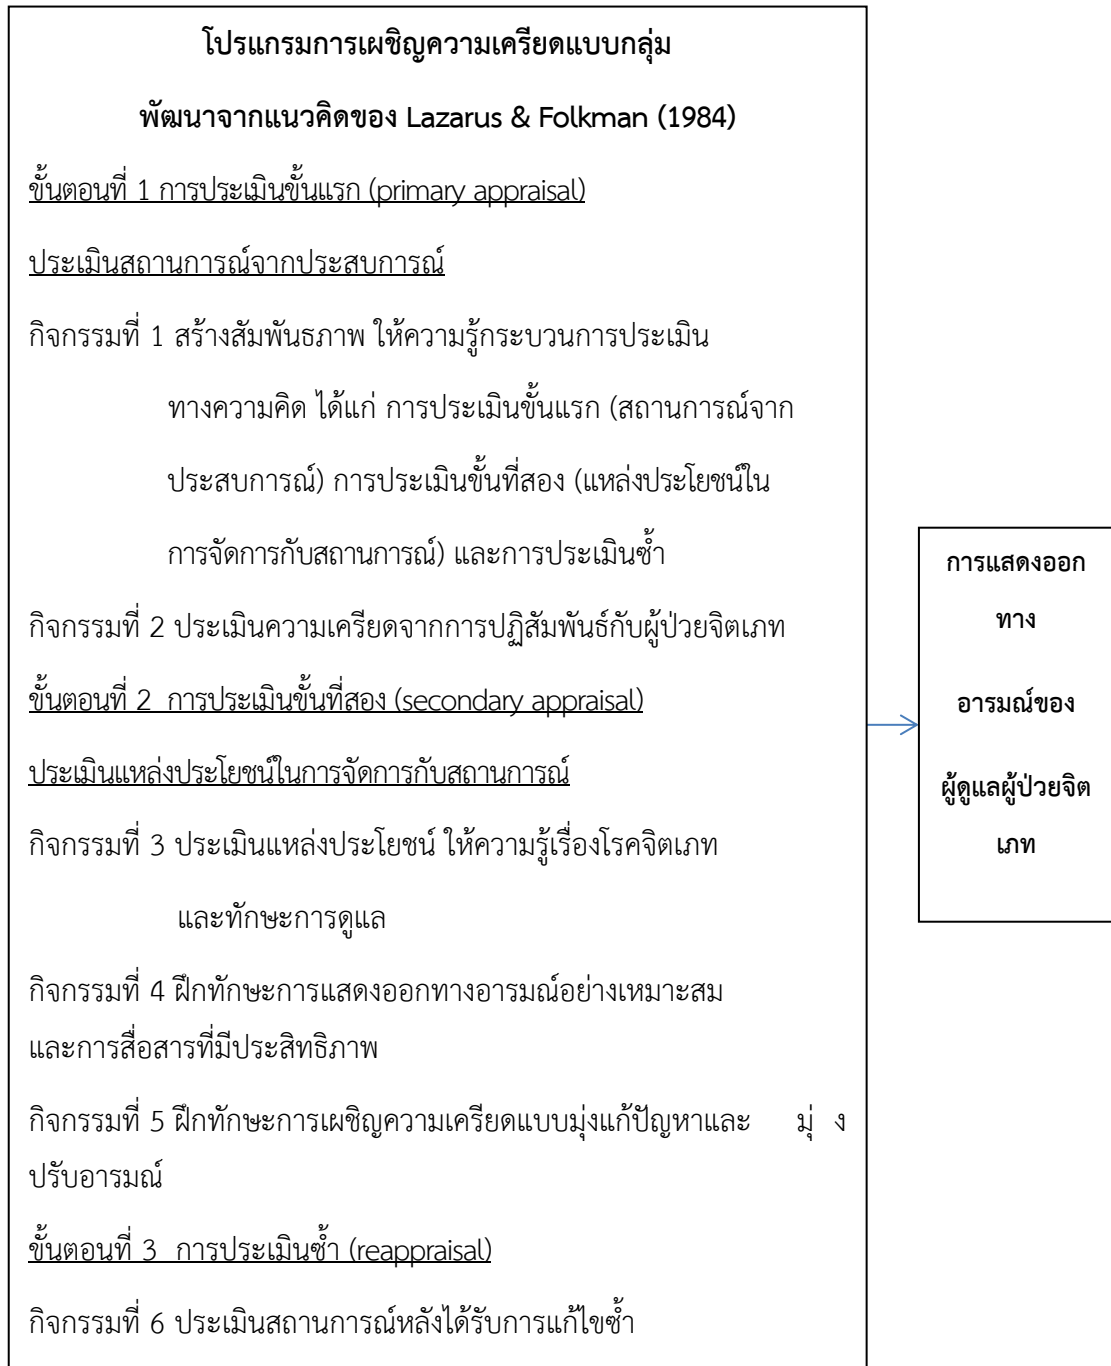 โปรแกรมการเผชิญความเครียดแบบกลุ่ม
พัฒนาจากแนวคิดของ Lazarus & Folkman (1984)
ขั้นตอนที่ 1 การประเมินขั้นแรก (primary appraisal)
ประเมินสถานการณ์จากประสบการณ์
กิจกรรมที่ 1 สร้างสัมพันธภาพ ให้ความรู้กระบวนการประเมิน
ทางความคิด ได้แก่ การประเมินขั้นแรก (สถานการณ์จาก
ประสบการณ์) การประเมินขั้นที่สอง (แหล่งประโยชน์ใน
การจัดการกับสถานการณ์) และการประเมินซ้ำ
กิจกรรมที่ 2 ประเมินความเครียดจากการปฏิสัมพันธ์กับผู้ป่วยจิตเภท
ขั้นตอนที่ 2 การประเมินขั้นที่สอง (secondary appraisal)
ประเมินแหล่งประโยชน์ในการจัดการกับสถานการณ์
กิจกรรมที่ 3 ประเมินแหล่งประโยชน์ ให้ความรู้เรื่องโรคจิตเภท
และทักษะการดูแล
กิจกรรมที่ 4 ฝึกทักษะการแสดงออกทางอารมณ์อย่างเหมาะสม
และการสื่อสารที่มีประสิทธิภาพ
กิจกรรมที่ 5 ฝึกทักษะการเผชิญความเครียดแบบมุ่งแก้ปัญหาและ มุ่ ง
ปรับอารมณ์
ขั้นตอนที่ 3 การประเมินซ้ำ (reappraisal)
กิจกรรมที่ 6 ประเมินสถานการณ์หลังได้รับการแก้ไขซ้ำ
การแสดงออก
ทาง
อารมณ์ของ
ผู้ดูแลผู้ป่วยจิต
เภท